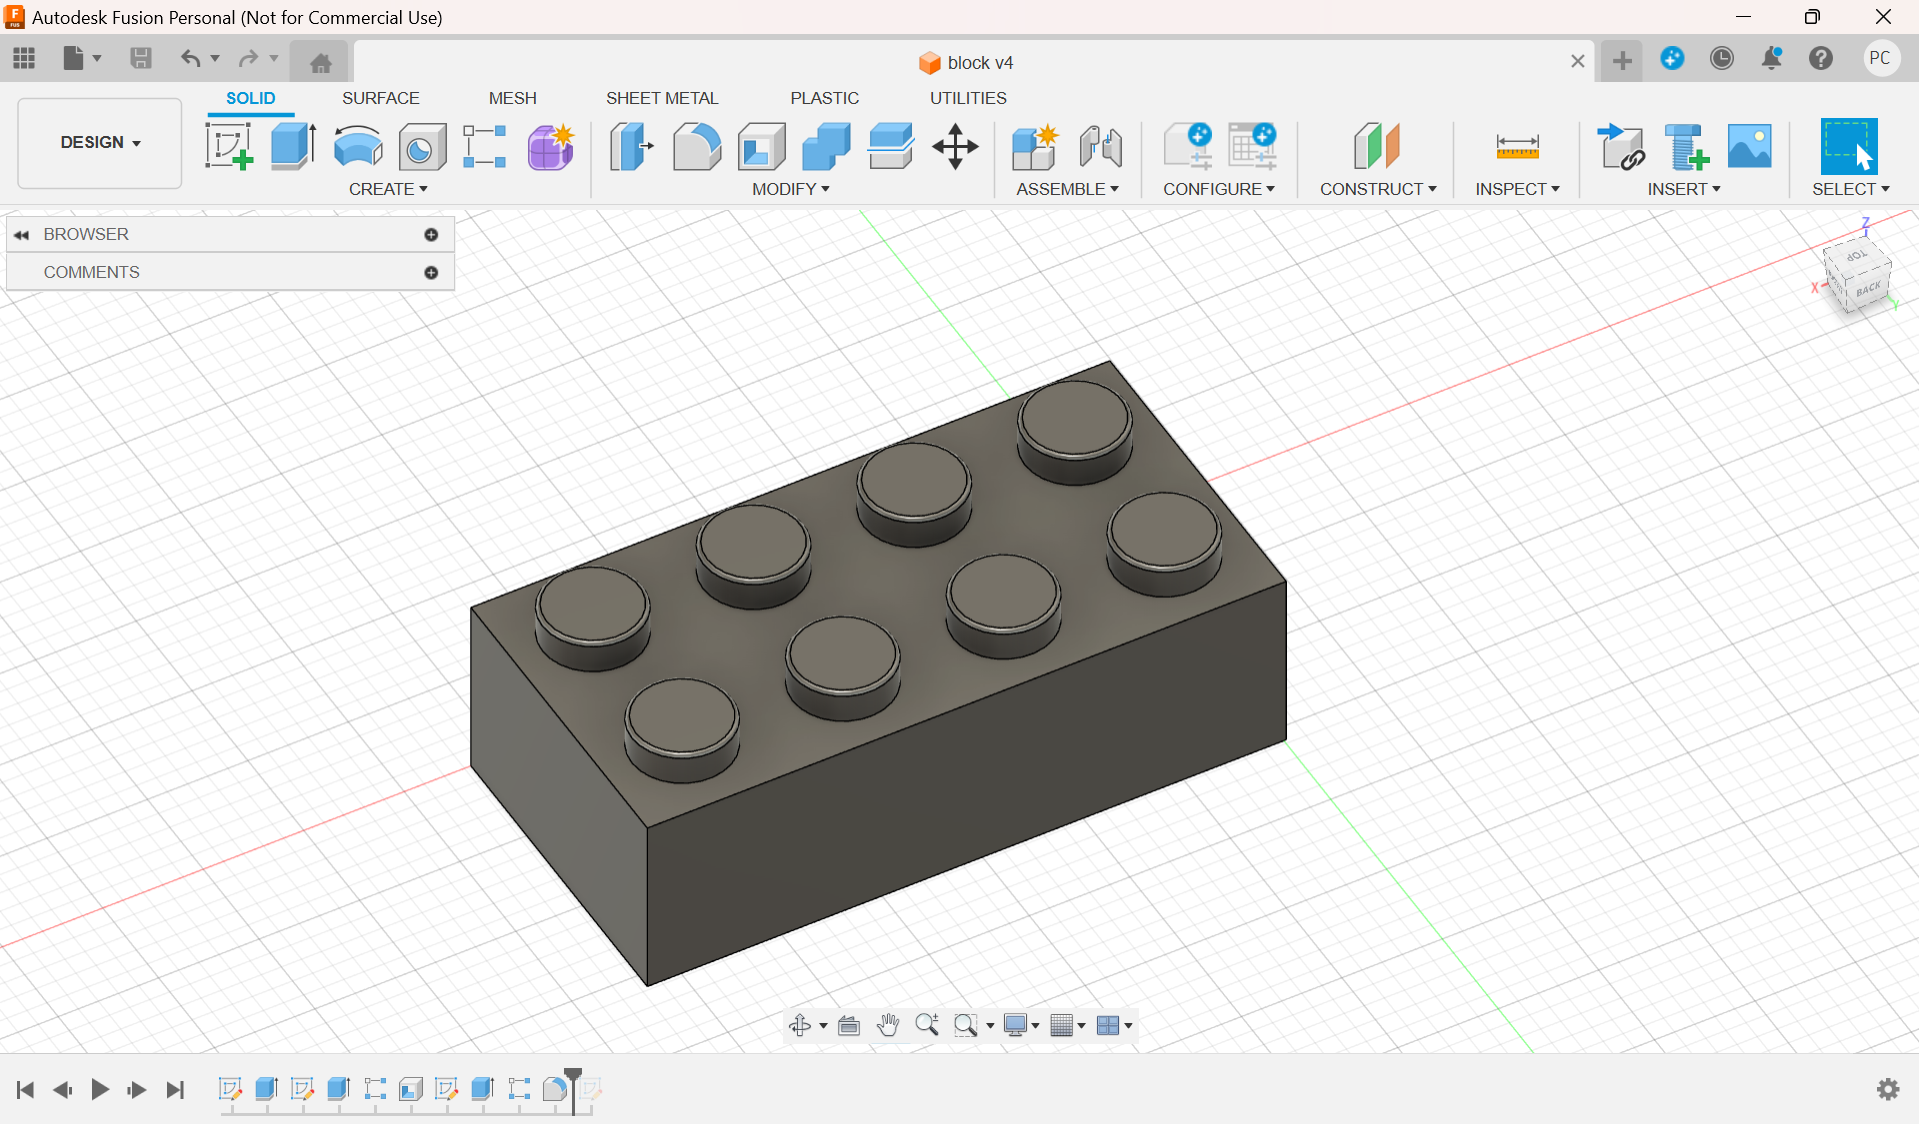 Autodesk Fusion Personal (Not for Commercial Use)
block v4
PC
DESIGN
SOLID
SURFACE
MESH
SHEET METAL
PLASTIC
UTILITIES
CREATE
MODIFY
ASSEMBLE
CONFIGURE
CONSTRUCT
INSPECT
INSERT
SELECT
BROWSER
COMMENTS
Z
TOP
BACK
X
Y